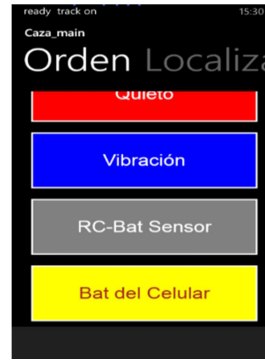 ready track on 15:30
Caza_main
Orden Localiza
Quieto
Vibración
RC-Bat Sensor
Bat del Celular